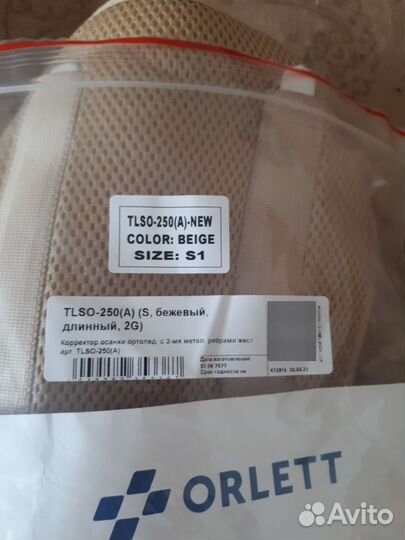 TLSO-250(A)-NEW
COLOR: BEIGE
SIZE: S1
TLSO-250(A) (S, бежевый,
длинный, 2G)
Корректор осанки ортопед. с 2-мя метал. ребрами жест
арт. TLSO-250(A)
Дата изготовления:
Срок годности не
ORLETT
Avito